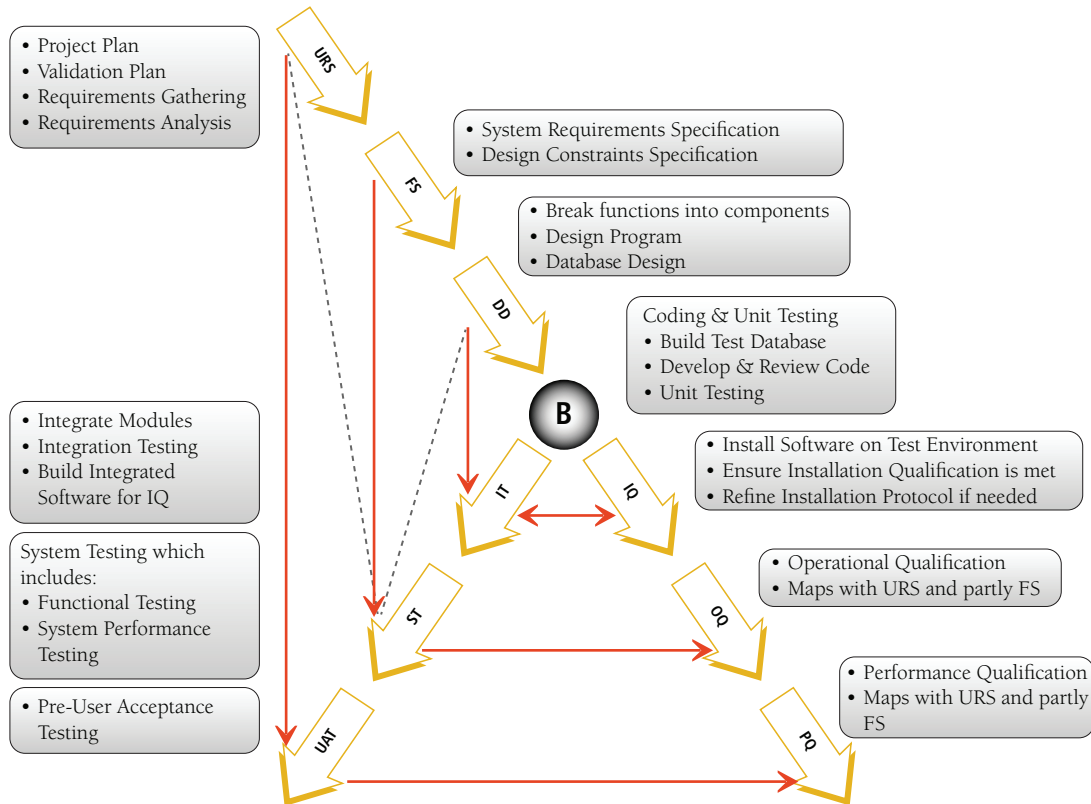 • Project Plan
• Validation Plan
• Requirements Gathering
• Requirements Analysis
URS
• System Requirements Specification
• Design Constraints Specification
FS
• Break functions into components
• Design Program
• Database Design
DD
Coding & Unit Testing
• Build Test Database
• Develop & Review Code
• Unit Testing
B
• Integrate Modules
• Integration Testing
• Build Integrated
Software for IQ
IT
IQ
• Install Software on Test Environment
• Ensure Installation Qualification is met
• Refine Installation Protocol if needed
System Testing which
includes:
• Functional Testing
• System Performance
Testing
ST
OQ
• Operational Qualification
• Maps with URS and partly FS
• Pre-User Acceptance
Testing
UAT
PQ
• Performance Qualification
• Maps with URS and partly
FS